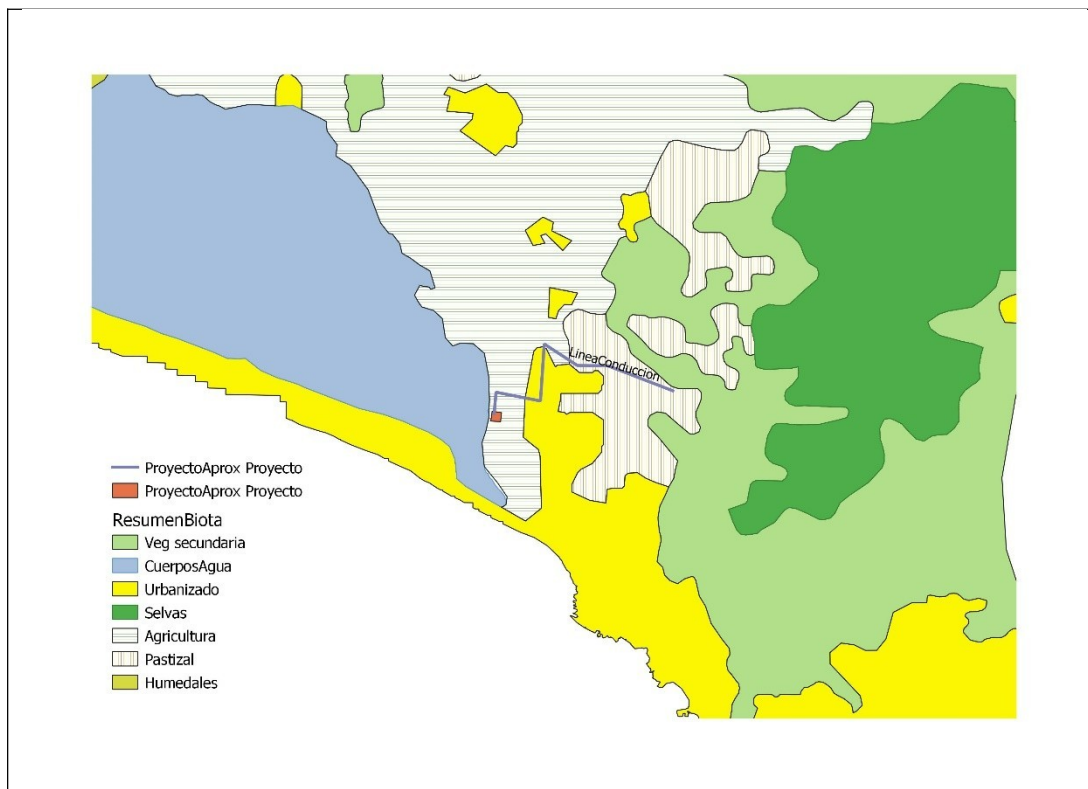 LineaConduccion
ProyectoAprox Proyecto
ProyectoAprox Proyecto
ResumenBiota
Veg secundaria
CuerposAgua
Urbanizado
Selvas
Agricultura
Pastizal
Humedales